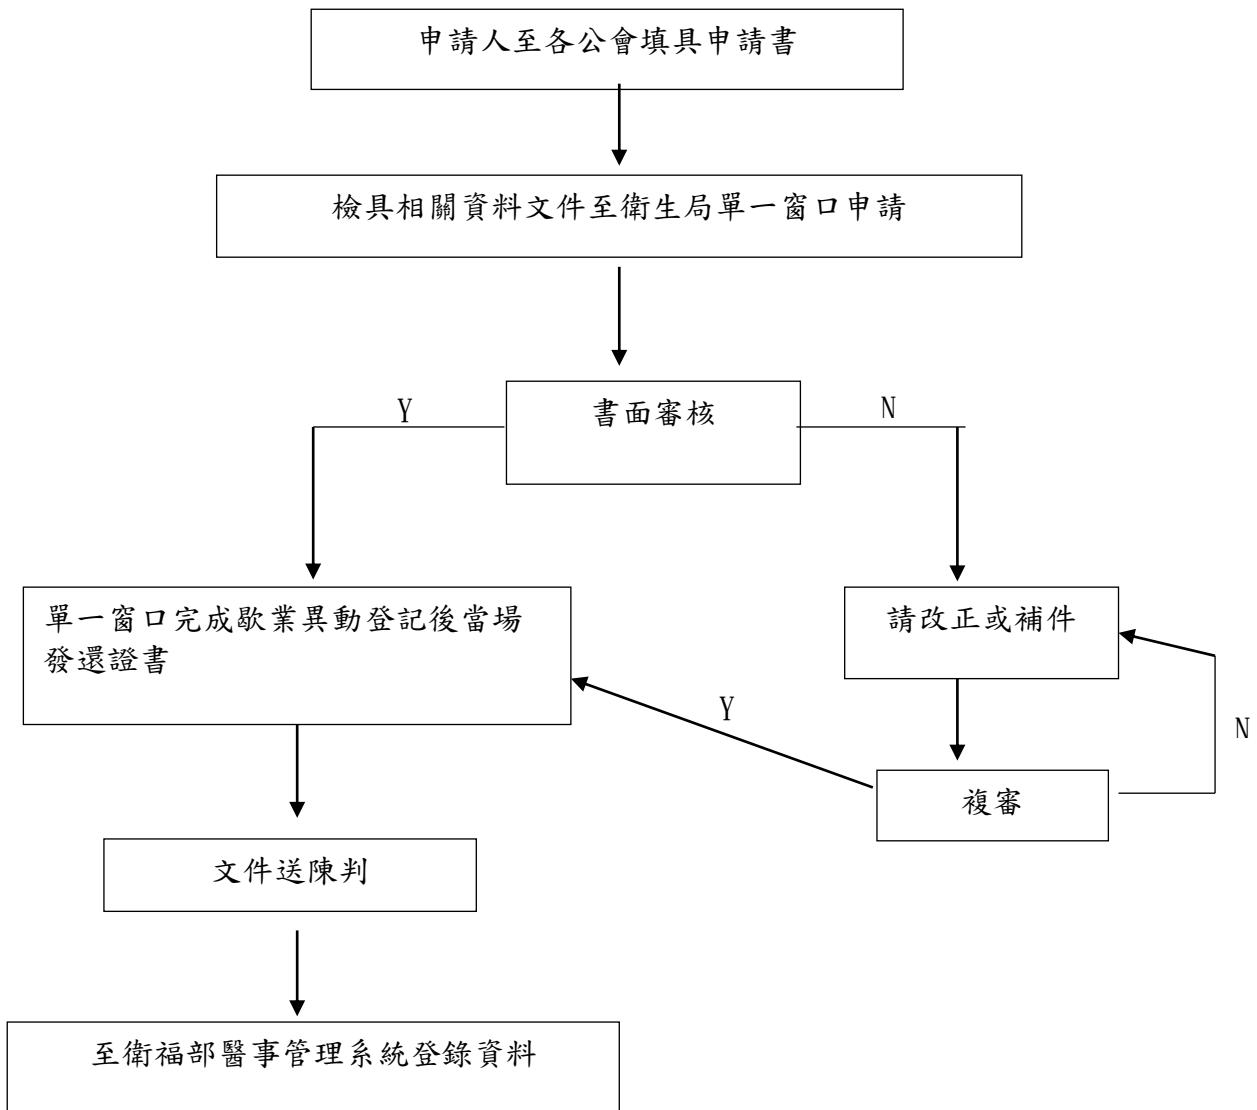 申請人至各公會填具申請書
檢具相關資料文件至衛生局單一窗口申請
書面審核
Y
N
單一窗口完成歇業異動登記後當場
發還證書
請改正或補件
Y
N
複審
文件送陳判
至衛福部醫事管理系統登錄資料